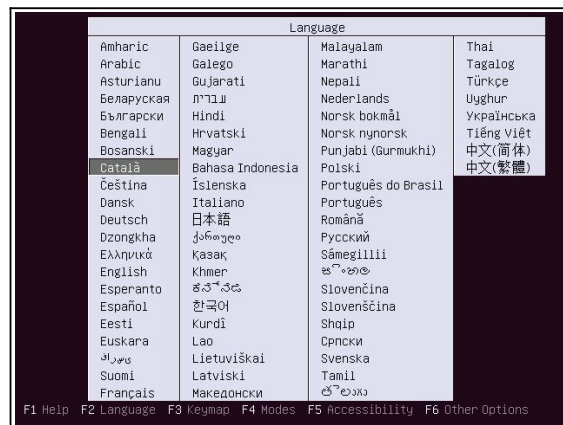 Language
Amharic
Arabic
Asturianu
Беларуская
Български
Bengali
Bosanski
Català
Čeština
Dansk
Deutsch
Dzongkha
Ελληνικά
English
Esperanto
Español
Eesti
Euskara
Suomi
Français
Gaeilge
Galego
Gujarati
עברית
Hindi
Hrvatski
Magyar
Bahasa Indonesia
Íslenska
Italiano
日本語
ქართული
Қазақ
Khmer
한국어
Kurdî
Lao
Lietuviškai
Latviski
Македонски
Malayalam
Marathi
Nepali
Nederlands
Norsk bokmål
Norsk nynorsk
Punjabi (Gurmukhi)
Polski
Português do Brasil
Português
Română
Русский
Sámegillii
Slovenčina
Slovenščina
Shqip
Српски
Svenska
Tamil
Thai
Tagalog
Türkçe
Uyghur
Українська
Tiếng Việt
中文(简体)
中文(繁體)
F1 Help F2 Language F3 Keymap F4 Modes F5 Accessibility F6 Other Options